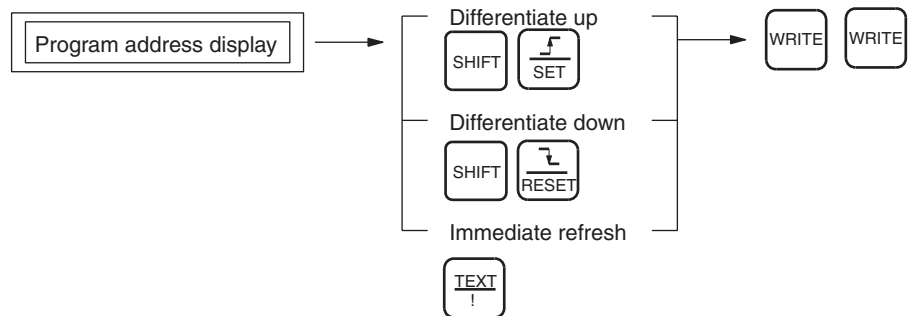 Program address display
Differentiate up
SHIFT
SET
WRITE
WRITE
Differentiate down
SHIFT
RESET
Immediate refresh
TEXT
!